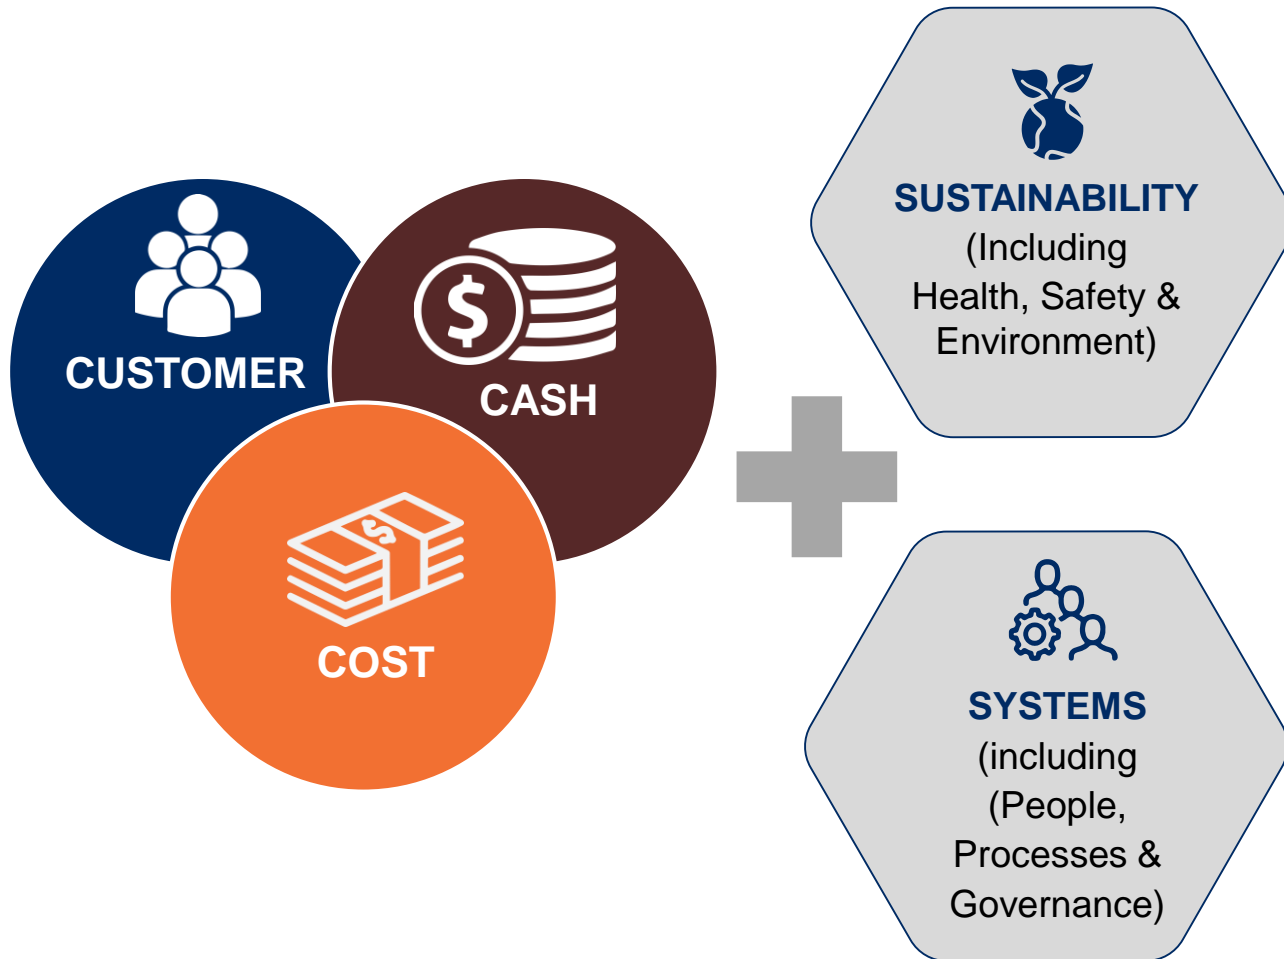 CUSTOMER
CASH
COST
SUSTAINABILITY
(Including
Health, Safety &
Environment)
SYSTEMS
(including
(People,
Processes &
Governance)